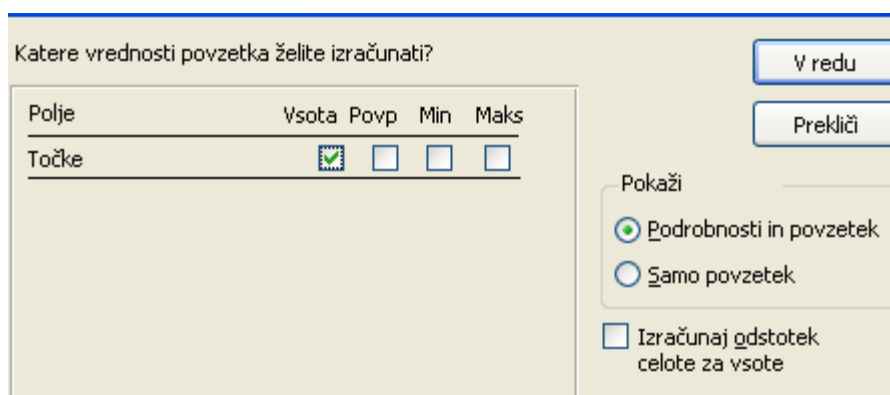 Katere vrednosti povzetka želite izračunati?
V redu
Prekliči
Polje Vsota Povp Min Maks
Točke
Pokaži
Podrobnosti in povzetek
Samo povzetek
Izračunaj odstotek
celote za vsote